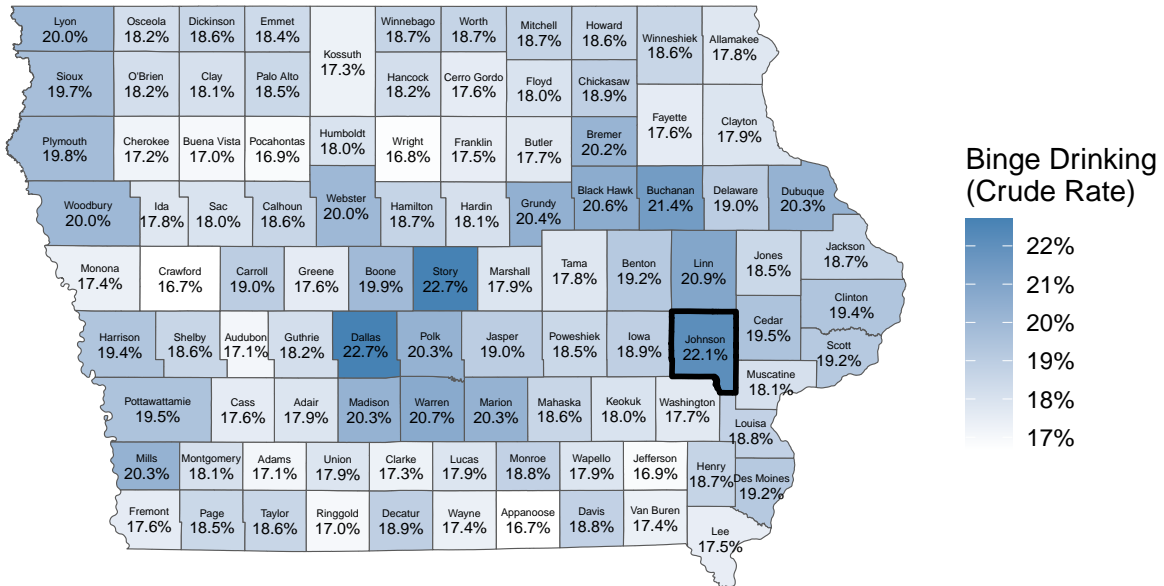 Lyon
20.0%
Osceola
18.2%
Dickinson
18.6%
Emmet
18.4%
Kossuth
17.3%
Winnebago
18.7%
Worth
18.7%
Mitchell
18.7%
Howard
18.6%
Winneshiek
18.6%
Allamakee
17.8%
Sioux
19.7%
O'Brien
18.2%
Clay
18.1%
Palo Alto
18.5%
Hancock
18.2%
Cerro Gordo
17.6%
Floyd
18.0%
Chickasaw
18.9%
Fayette
17.6%
Clayton
17.9%
Plymouth
19.8%
Cherokee
17.2%
Buena Vista
17.0%
Pocahontas
16.9%
Humboldt
18.0%
Wright
16.8%
Franklin
17.5%
Butler
17.7%
Bremer
20.2%
Woodbury
20.0%
Ida
17.8%
Sac
18.0%
Calhoun
18.6%
Webster
20.0%
Hamilton
18.7%
Hardin
18.1%
Grundy
20.4%
Black Hawk
20.6%
Buchanan
21.4%
Delaware
19.0%
Dubuque
20.3%
Monona
17.4%
Crawford
16.7%
Carroll
19.0%
Greene
17.6%
Boone
19.9%
Story
22.7%
Marshall
17.9%
Tama
17.8%
Benton
19.2%
Linn
20.9%
Jones
18.5%
Jackson
18.7%
Clinton
19.4%
Harrison
19.4%
Shelby
18.6%
Audubon
17.1%
Guthrie
18.2%
Dallas
22.7%
Polk
20.3%
Jasper
19.0%
Poweshiek
18.5%
Iowa
18.9%
Johnson
22.1%
Cedar
19.5%
Scott
19.2%
Muscatine
18.1%
Pottawattamie
19.5%
Cass
17.6%
Adair
17.9%
Madison
20.3%
Warren
20.7%
Marion
20.3%
Mahaska
18.6%
Keokuk
18.0%
Washington
17.7%
Louisa
18.8%
Mills
20.3%
Montgomery
18.1%
Adams
17.1%
Union
17.9%
Clarke
17.3%
Lucas
17.9%
Monroe
18.8%
Wapello
17.9%
Jefferson
16.9%
Henry
18.7%
Des Moines
19.2%
Fremont
17.6%
Page
18.5%
Taylor
18.6%
Ringgold
17.0%
Decatur
18.9%
Wayne
17.4%
Appanoose
16.7%
Davis
18.8%
Van Buren
17.4%
Lee
17.5%
Binge Drinking
(Crude Rate)
22%
21%
20%
19%
18%
17%